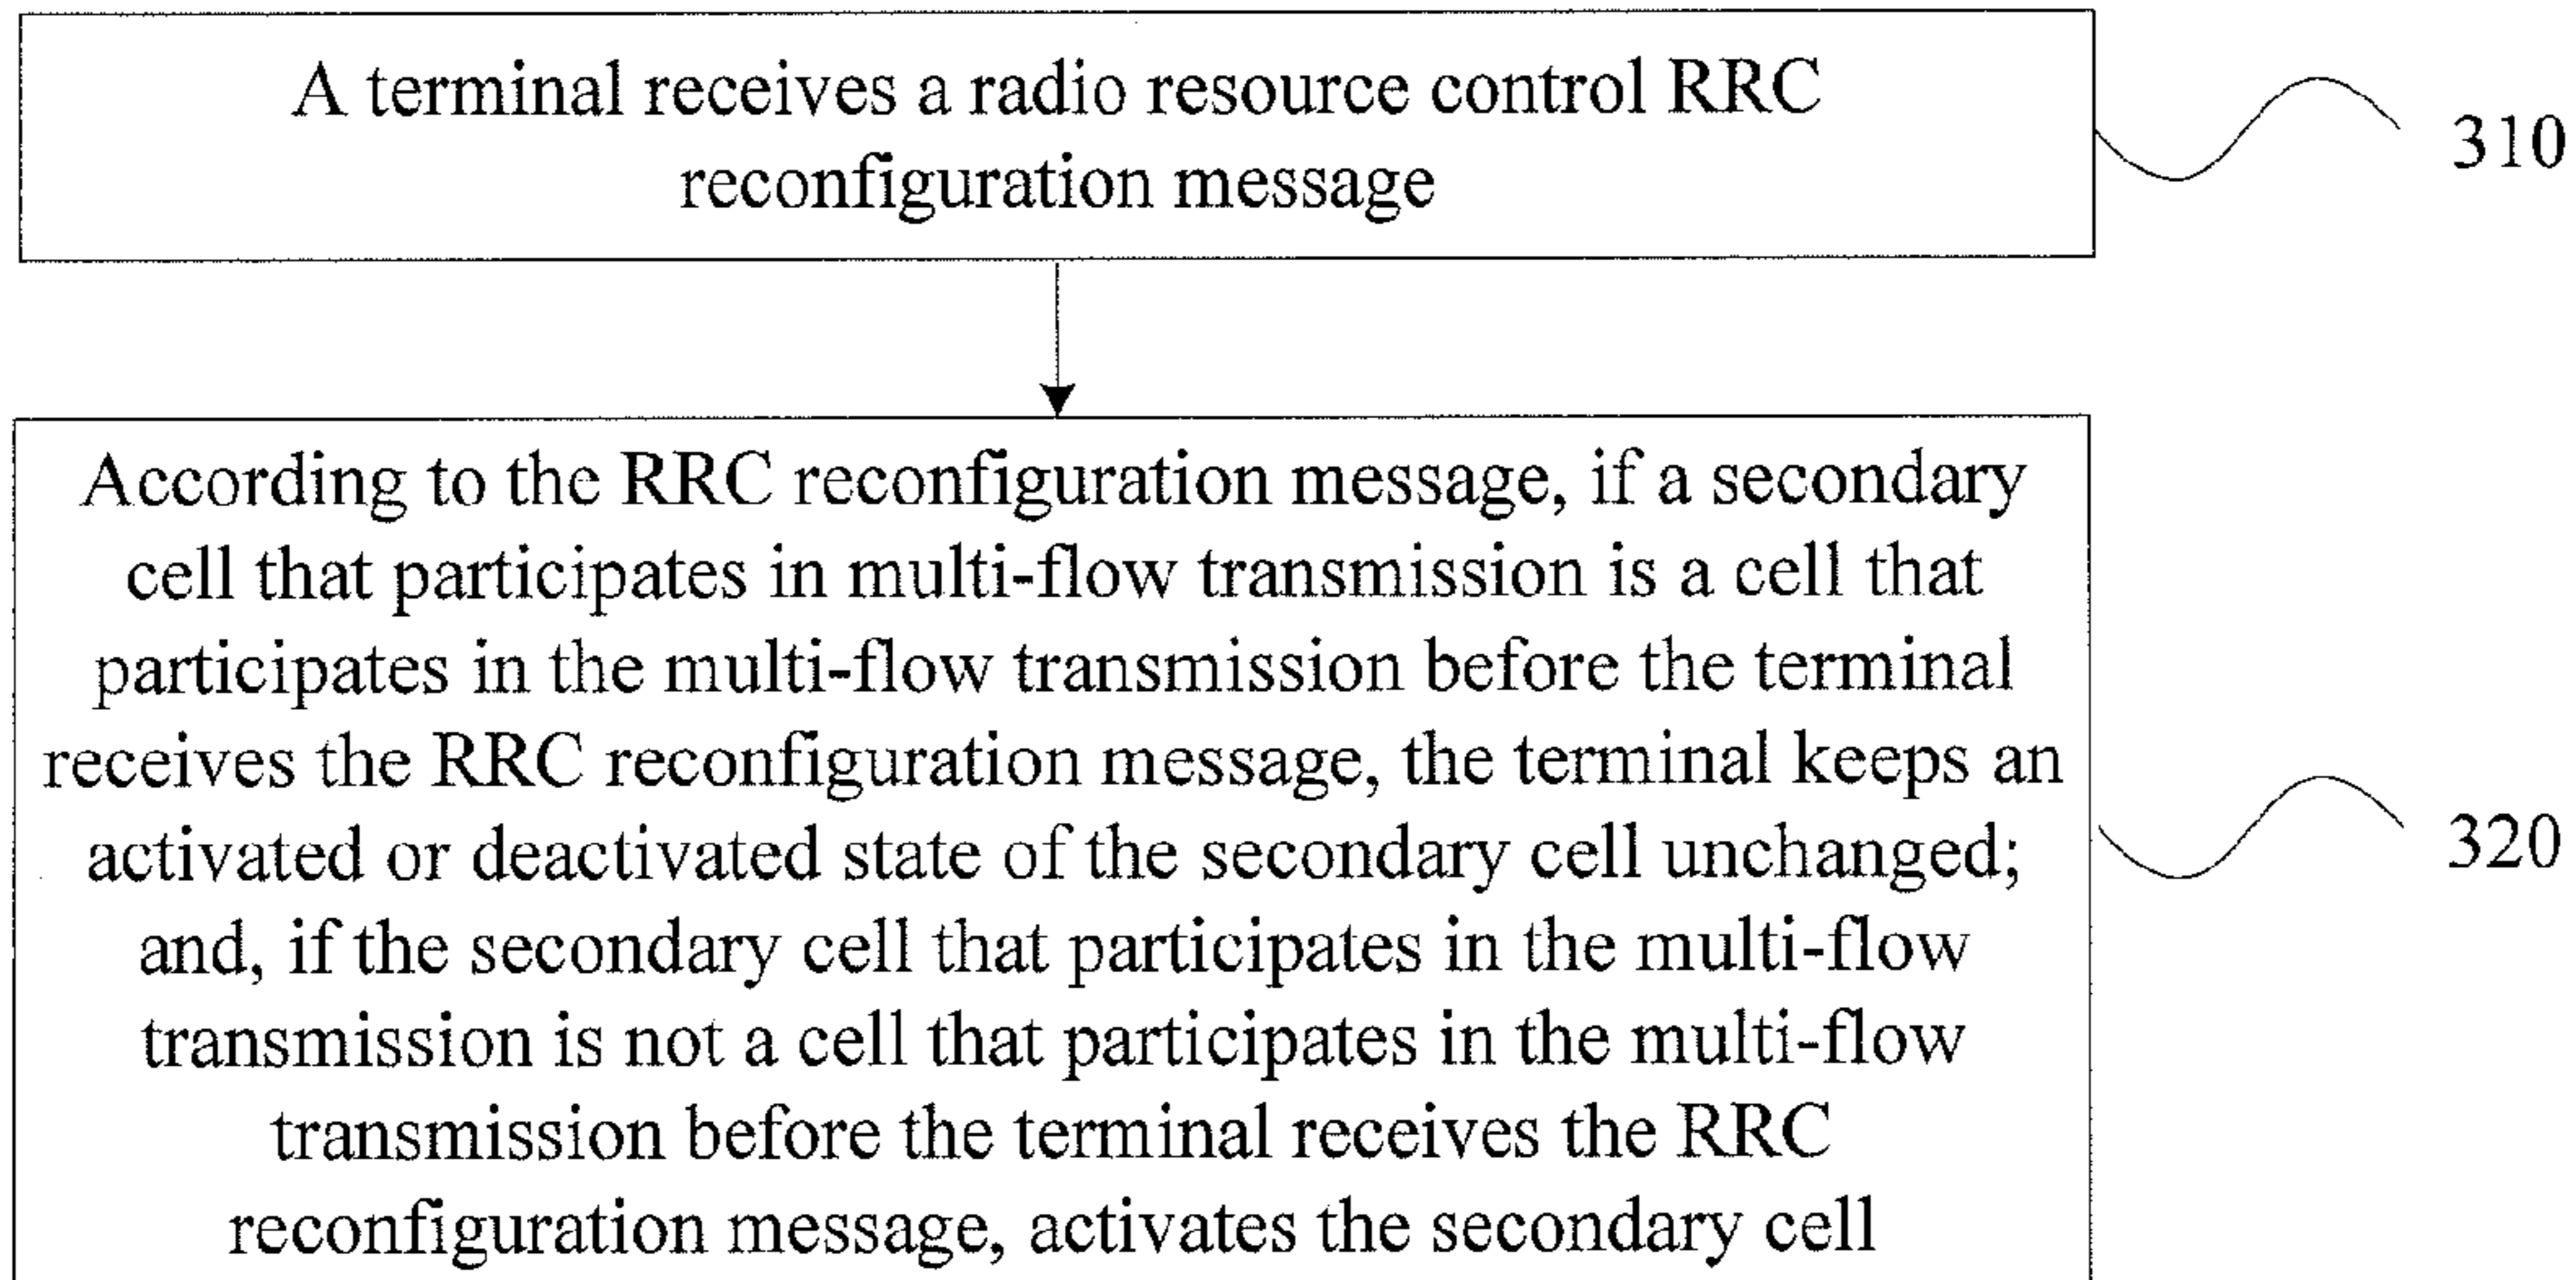 A terminal receives a radio resource control RRC
reconfiguration message
310
According to the RRC reconfiguration message, if a secondary
cell that participates in multi-flow transmission is a cell that
participates in the multi-flow transmission before the terminal
receives the RRC reconfiguration message, the terminal keeps an
activated or deactivated state of the secondary cell unchanged;
and, if the secondary cell that participates in the multi-flow
transmission is not a cell that participates in the multi-flow
transmission before the terminal receives the RRC
reconfiguration message, activates the secondary cell
320